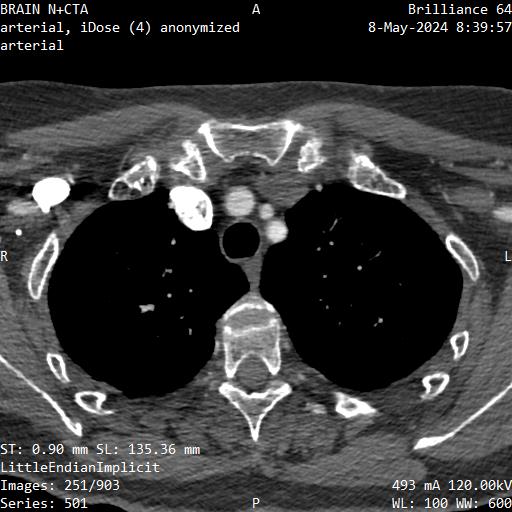 BRAIN N+CTA
A
Brilliance 64
arterial, iDose (4) anonymized
8-May-2024 8:39:57
arterial
R
L
ST: 0.90 mm SL: 135.36 mm
LittleEndianImplicit
Images: 251/903
493 mA 120.00kV
Series: 501
P
WL: 100 WW: 600